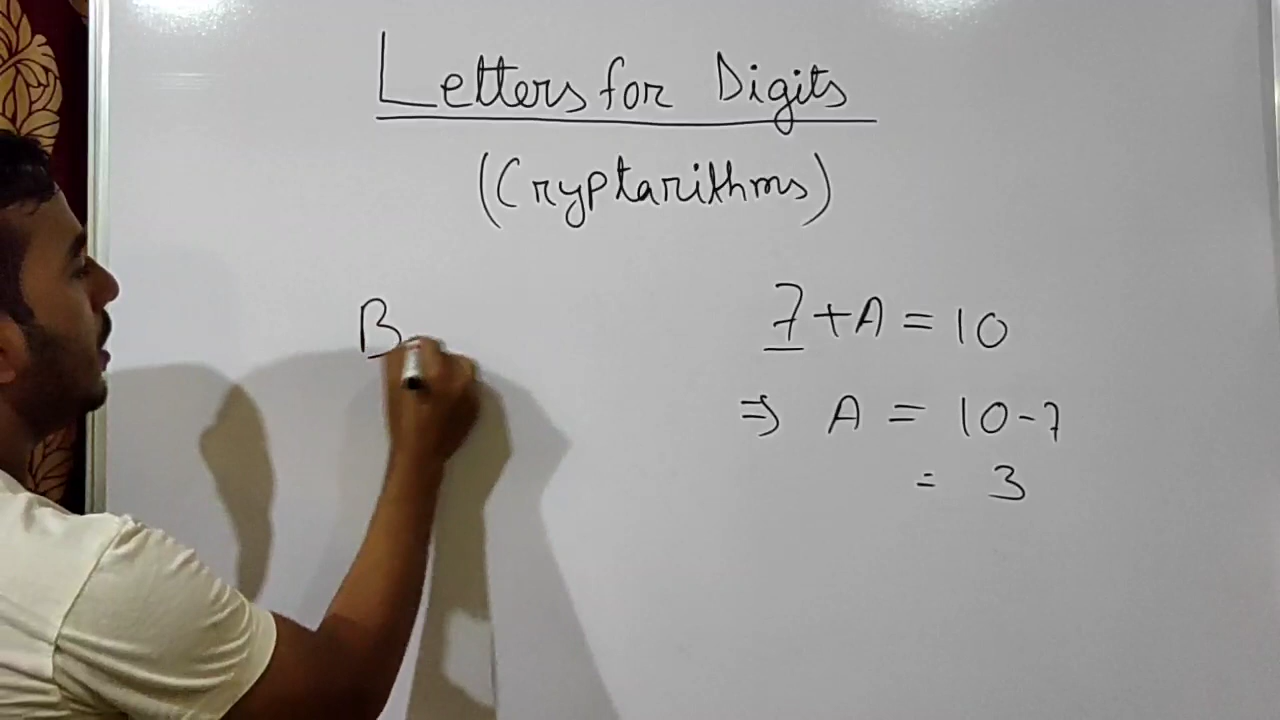 Letters for Digits
(Cryptarithms)
B
7+A = 10
⇒ A = 10-7
= 3